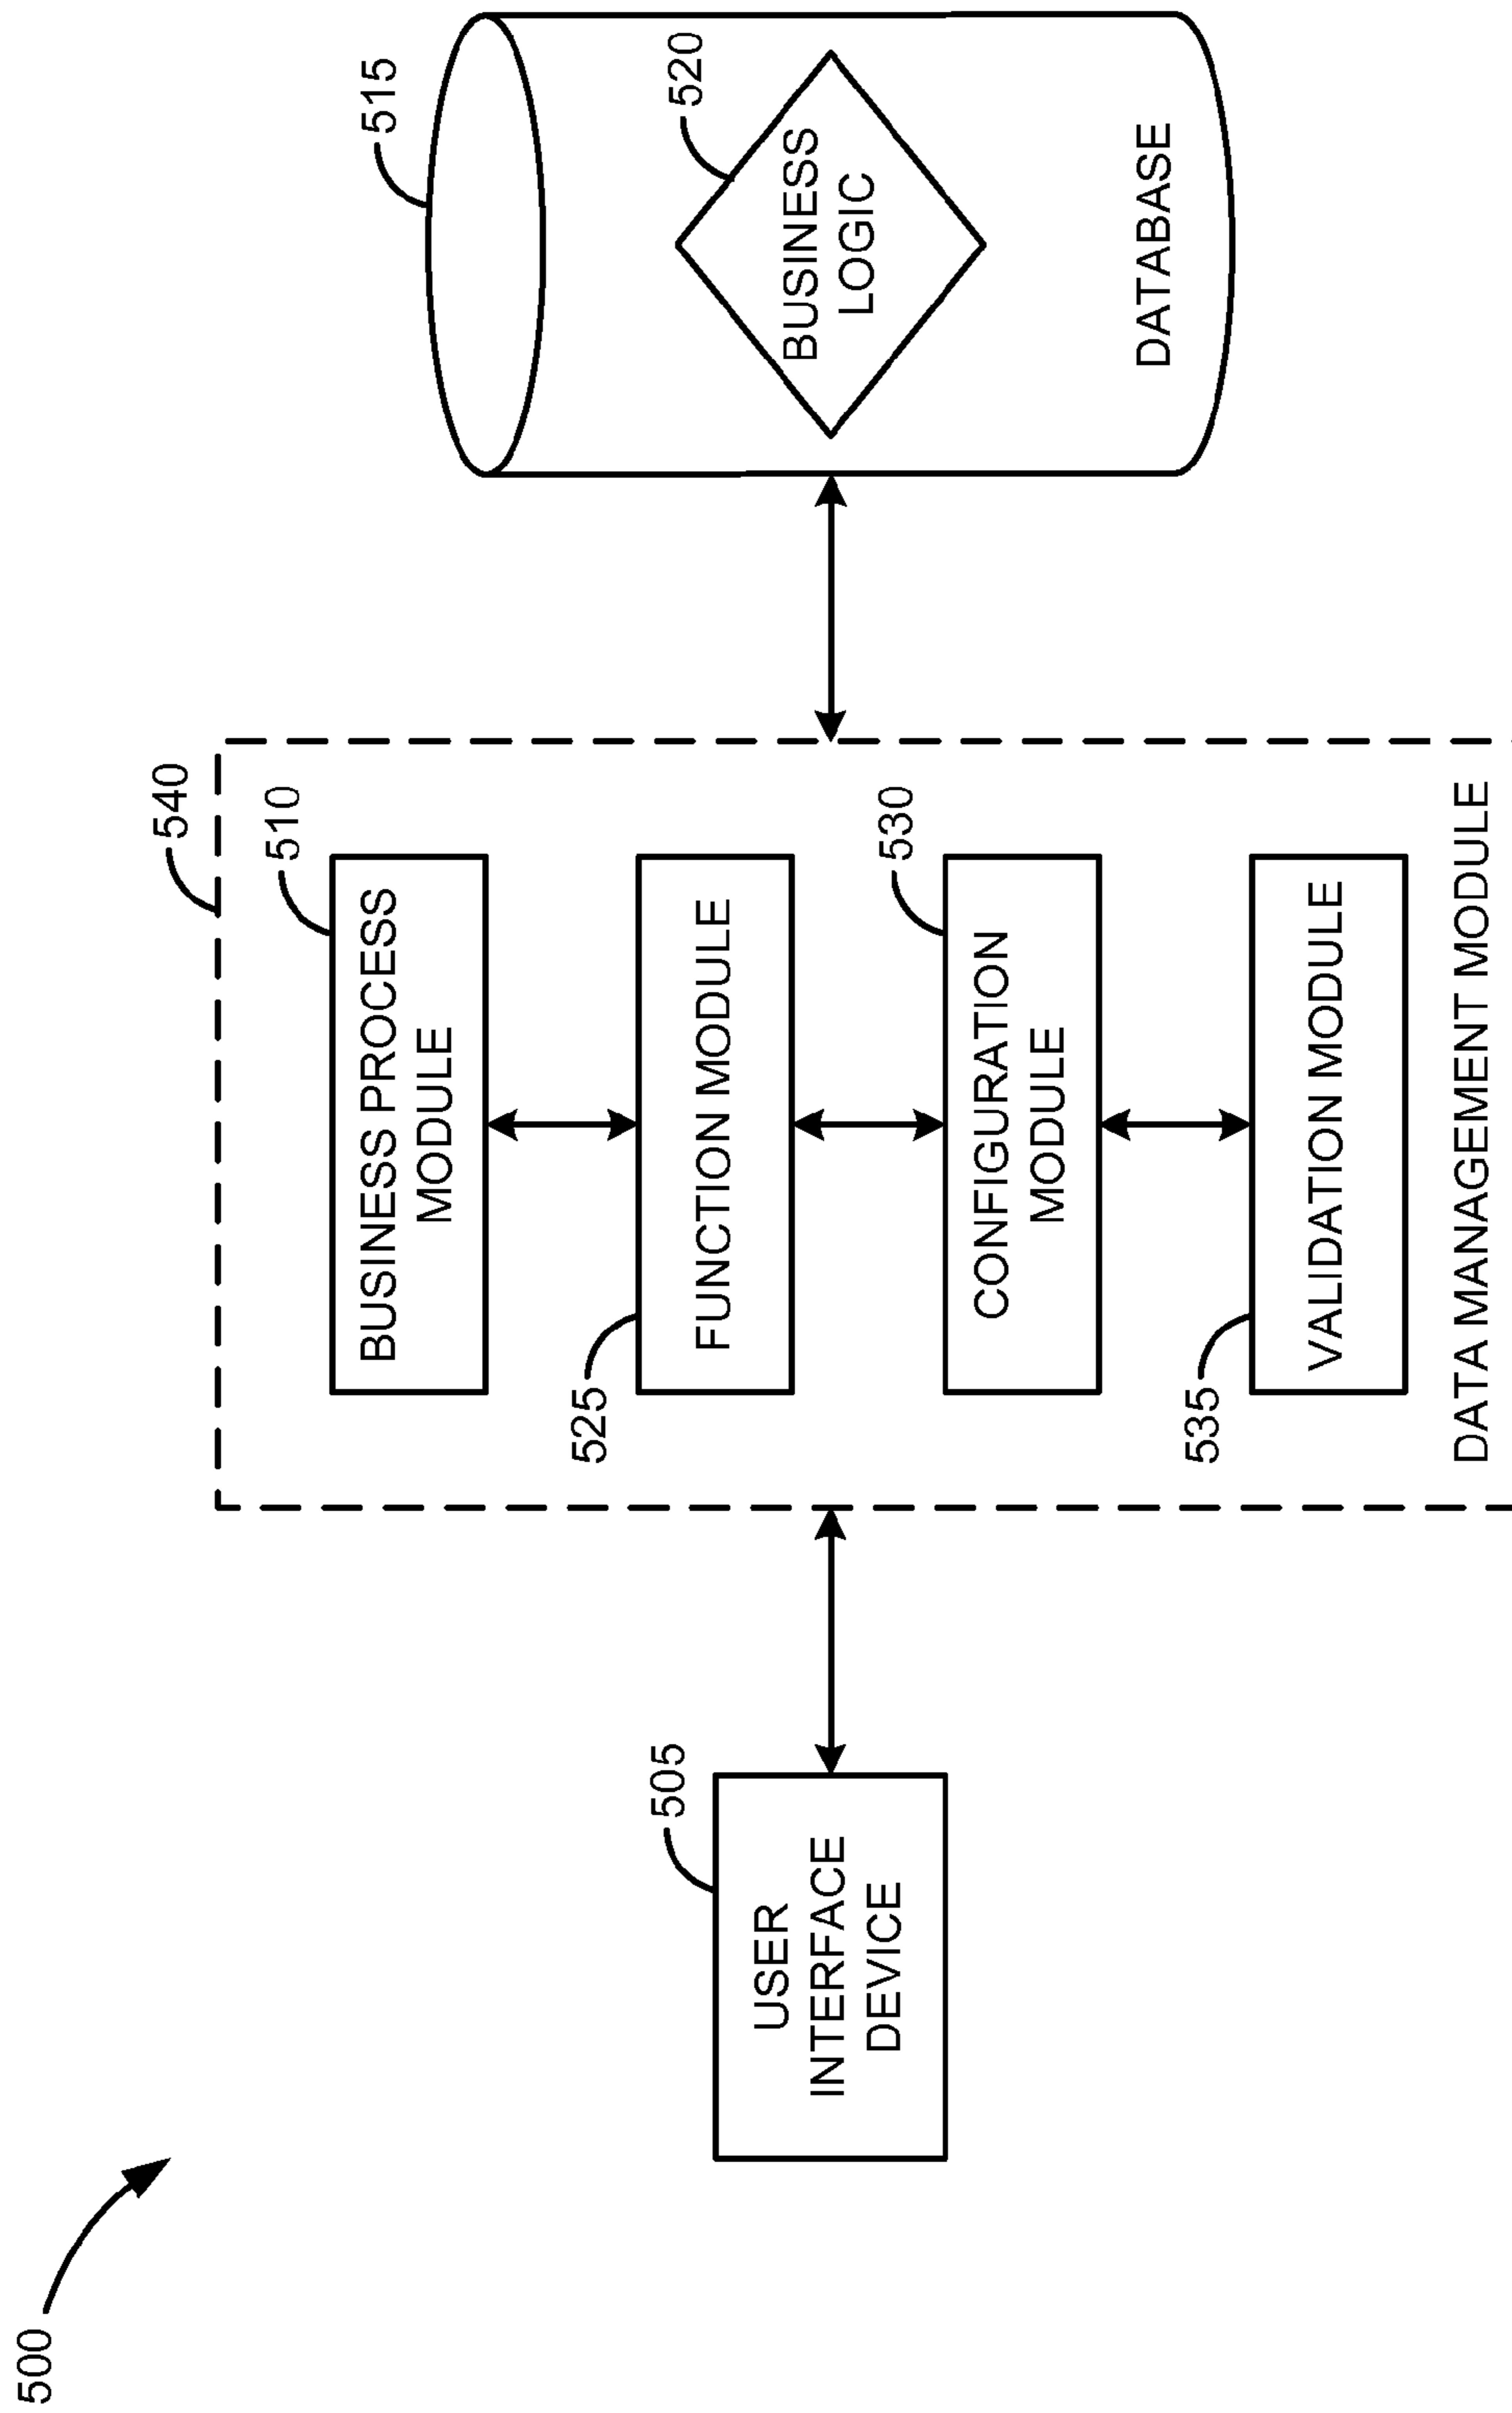 500
505
USER
INTERFACE
DEVICE
540
510
BUSINESS PROCESS
MODULE
525
FUNCTION MODULE
530
CONFIGURATION
MODULE
535
VALIDATION MODULE
DATA MANAGEMENT MODULE
515
520
BUSINESS
LOGIC
DATABASE